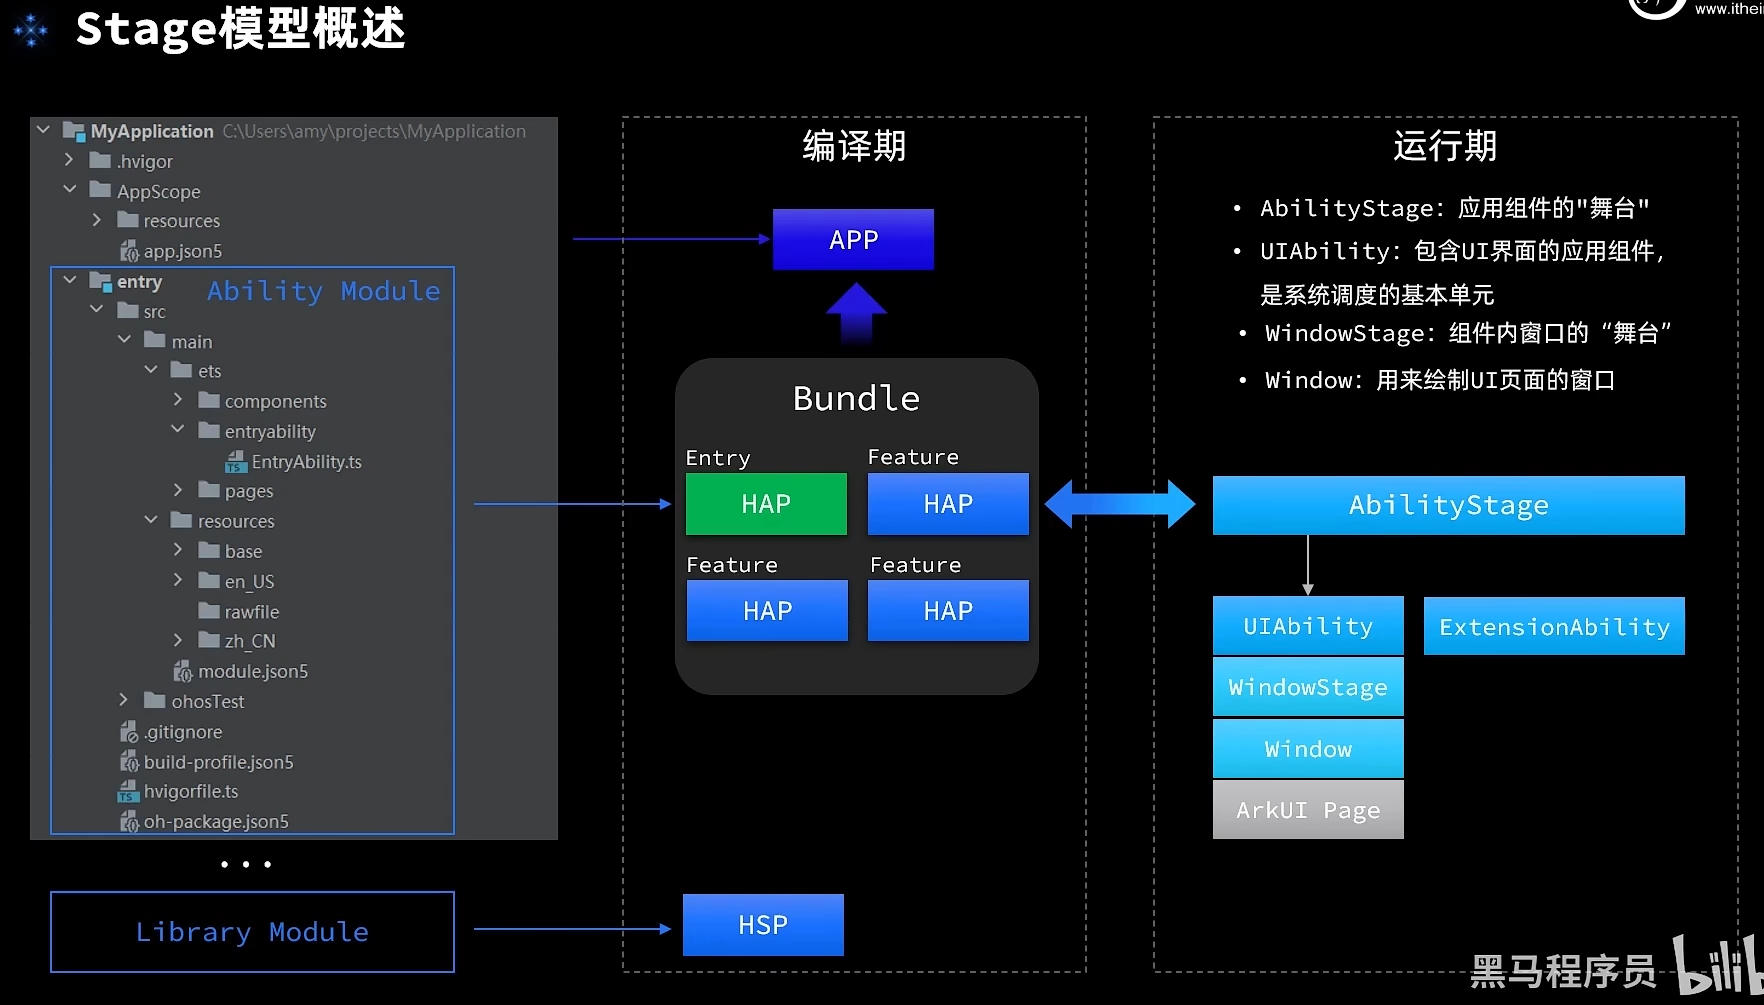 Stage模型概述
www.ithei
MyApplication C:\Users\amy\projects\MyApplication
.hvigor
AppScope
resources
app.json5
entry
Ability Module
src
main
ets
components
entryability
EntryAbility.ts
pages
resources
base
en_US
rawfile
zh_CN
module.json5
ohosTest
.gitignore
build-profile.json5
hvigorfile.ts
oh-package.json5
...
Library Module
编译期
APP
Bundle
Entry
HAP
Feature
HAP
Feature
HAP
Feature
HAP
HSP
运行期
• AbilityStage：应用组件的"舞台"
• UIAbility：包含UI界面的应用组件，
是系统调度的基本单元
• WindowStage：组件内窗口的“舞台”
• Window：用来绘制UI页面的窗口
AbilityStage
UIAbility
ExtensionAbility
WindowStage
Window
ArkUI Page
黑马程序员
bilib